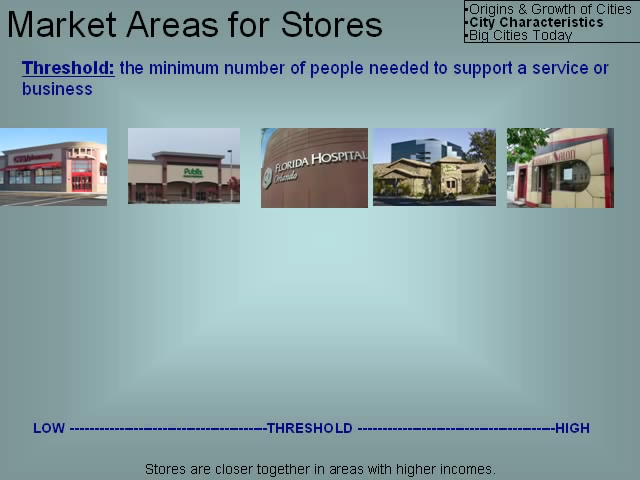 Market Areas for Stores
•Origins & Growth of Cities
•City Characteristics
•Big Cities Today
Threshold: the minimum number of people needed to support a service or
business
Publix
FLORIDA HOSPITAL
Orlando
LOW ----------------------------------------THRESHOLD ----------------------------------------HIGH
Stores are closer together in areas with higher incomes.